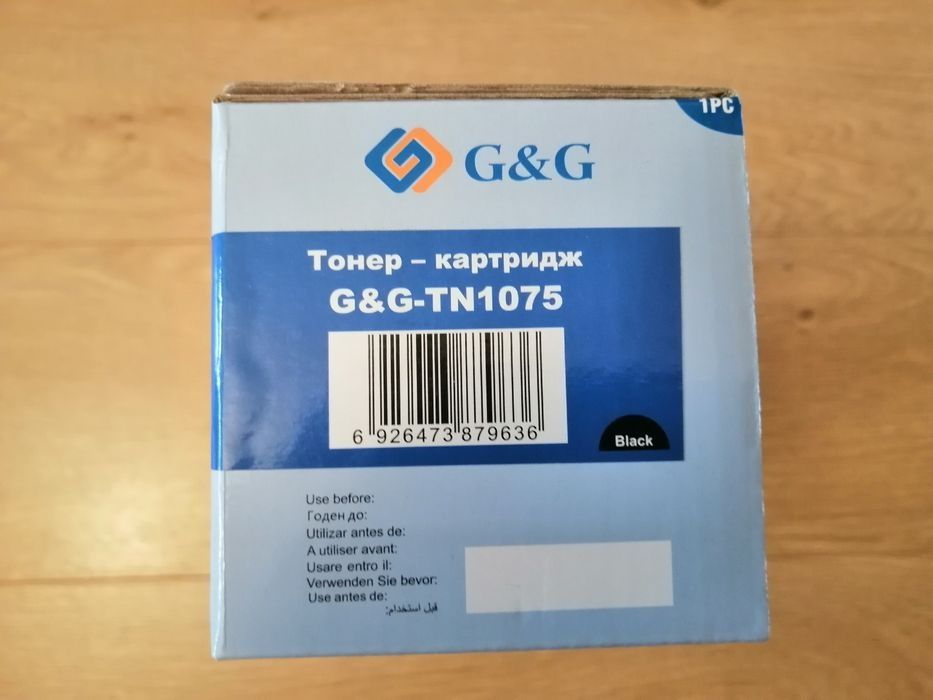 1PC
G&G
Тонер – картридж
G&G-TN1075
6 926473 879636
Black
Use before:
Годен до:
Utilizar antes de:
A utiliser avant:
Usare entro il:
Verwenden Sie bevor:
Use antes de:
قبل استخدام: